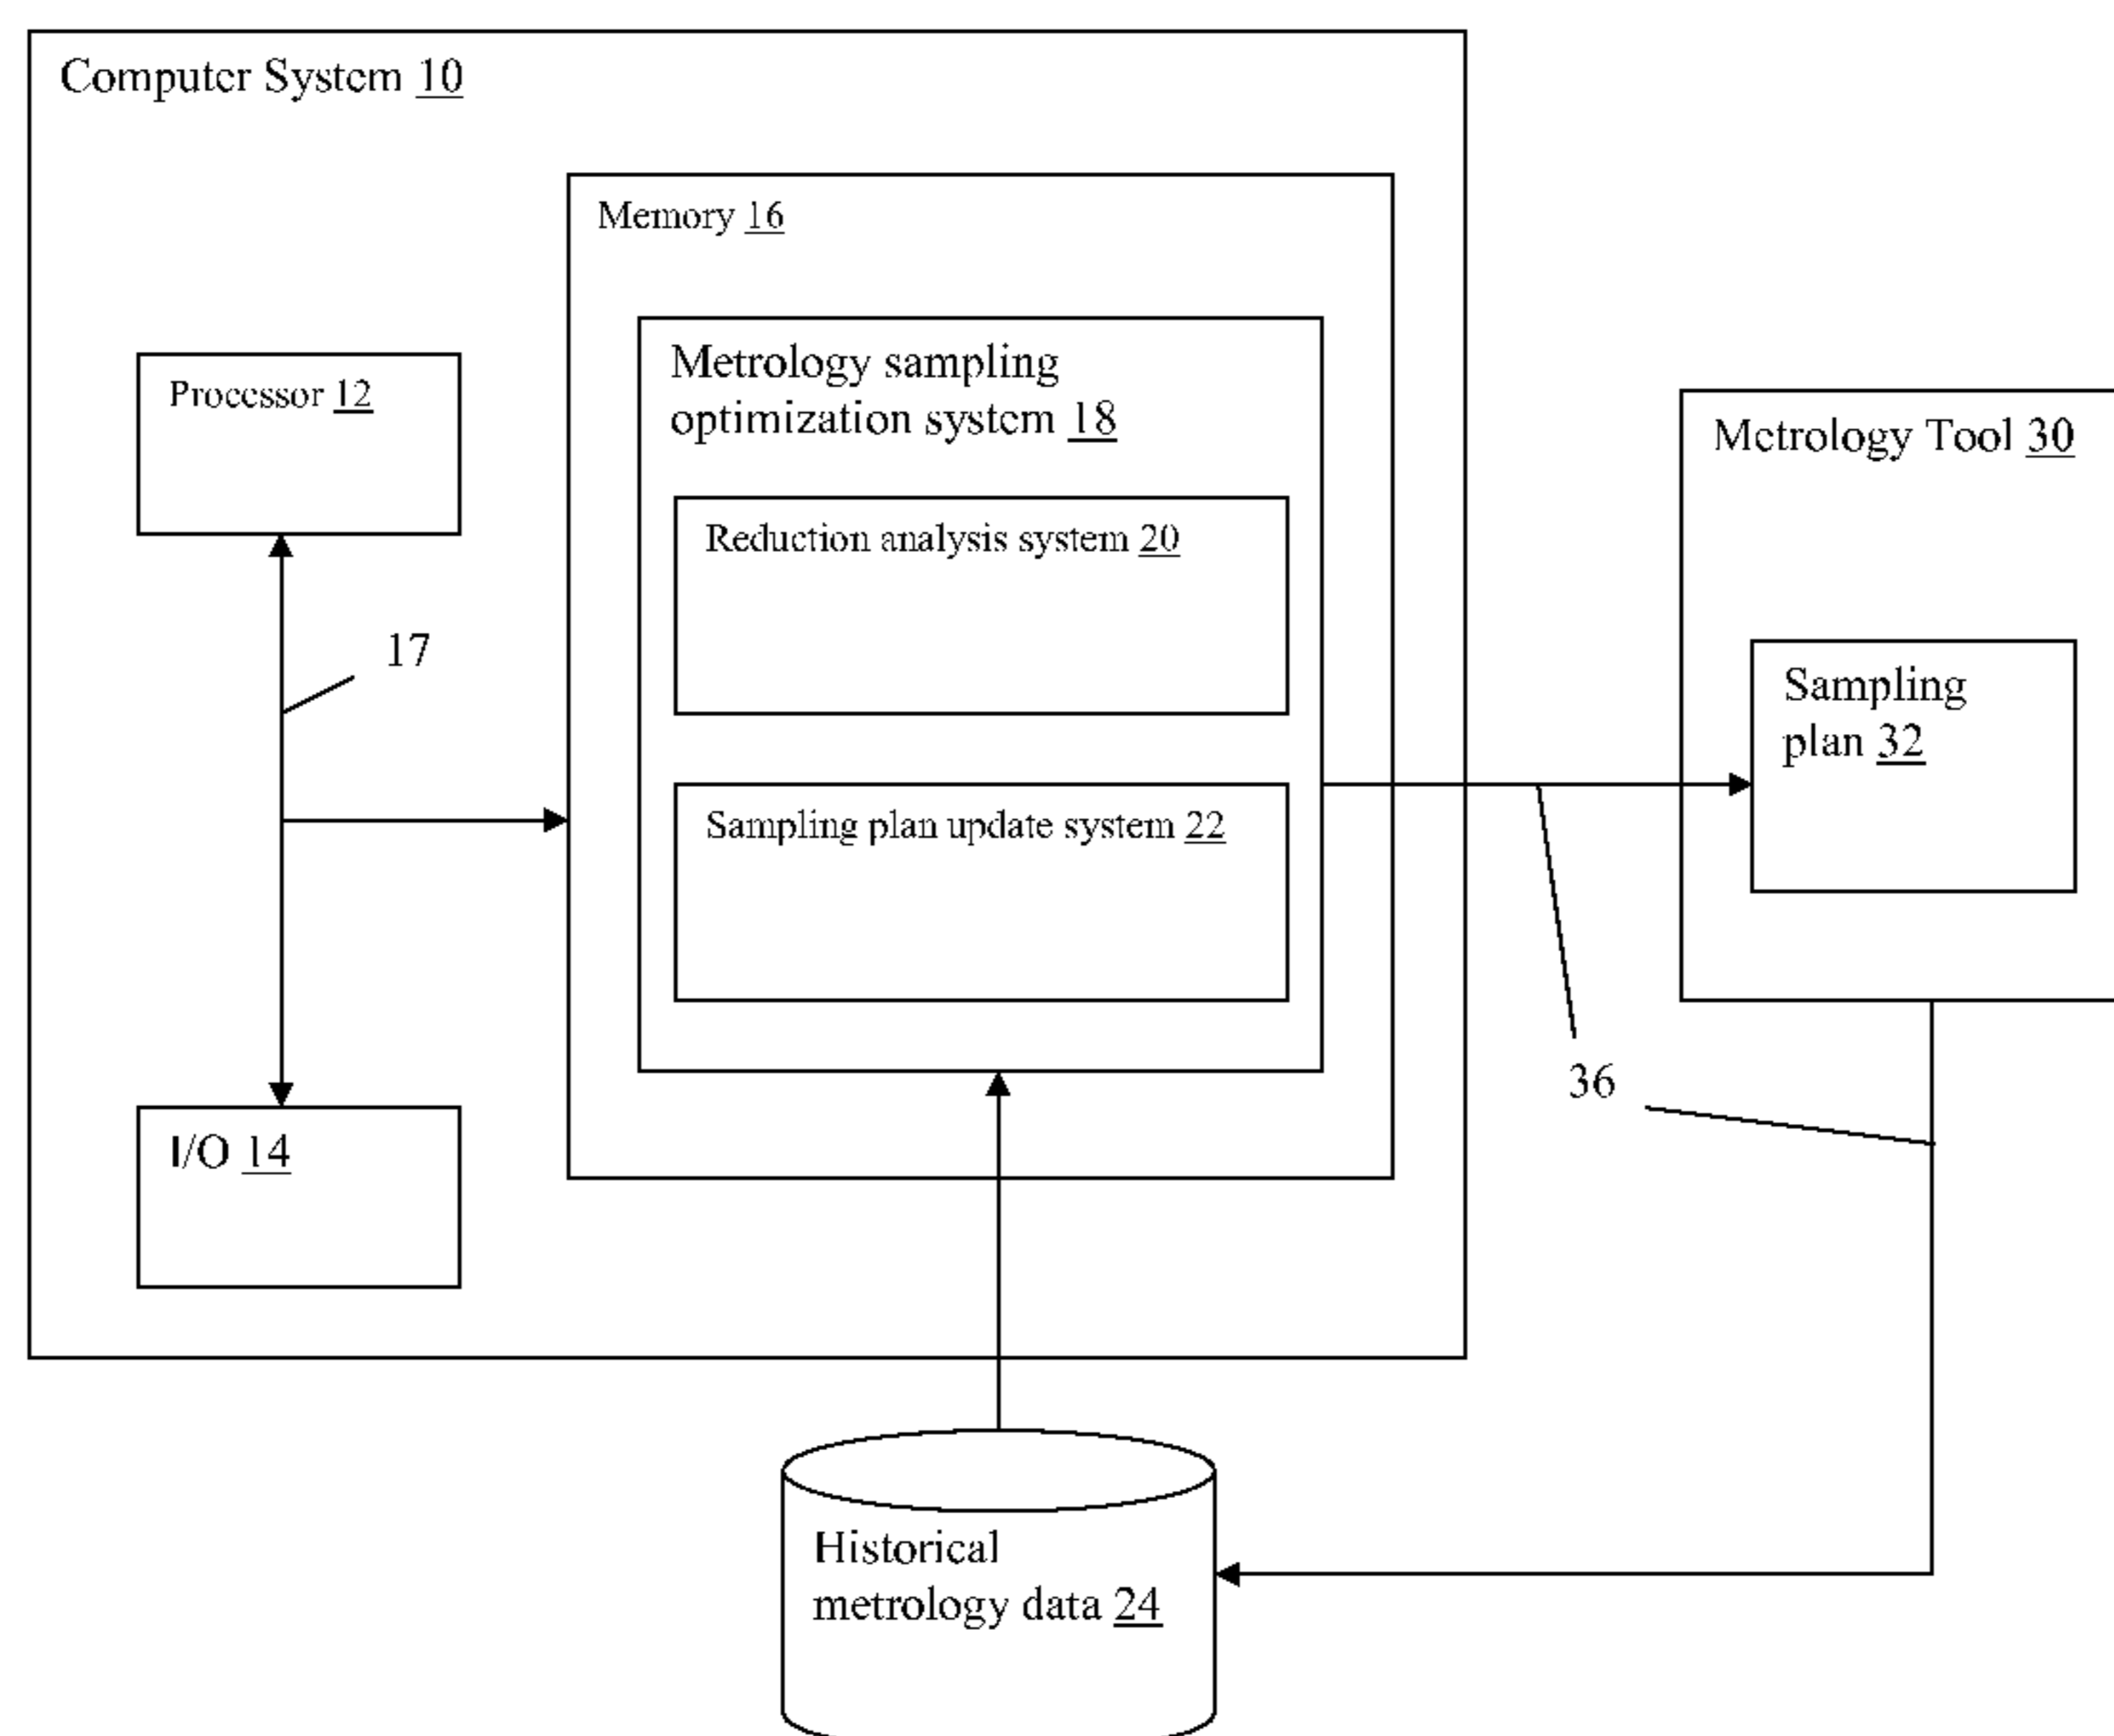 Computer System 10
Memory 16
Metrology sampling
optimization system 18
Processor 12
Metrology Tool 30
Reduction analysis system 20
17
Sampling
plan 32
Sampling plan update system 22
36
I/O 14
Historical
metrology data 24